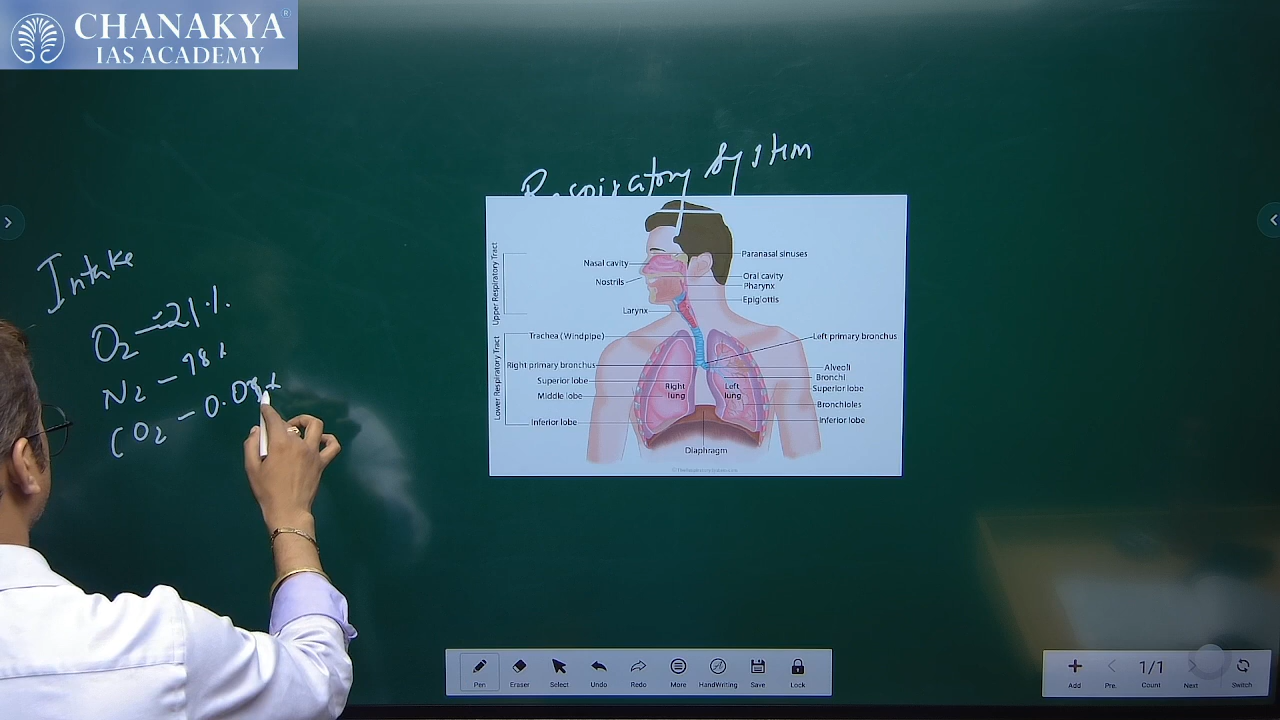 CHANAKYA®
IAS ACADEMY
Respiratory System
Intake
O2 - 21%
N2 - 78%
CO2 -
Upper Respiratory Tract
Nasal cavity
Nostrils
Larynx
Paranasal sinuses
Oral cavity
Pharynx
Epiglottis
Lower Respiratory Tract
Trachea (Windpipe)
Right primary bronchus
Superior lobe
Middle lobe
Inferior lobe
Right lung
Left lung
Left primary bronchus
Alveoli
Bronchi
Superior lobe
Bronchioles
Inferior lobe
Diaphragm
Pen Eraser Select Undo Redo More HandWriting Save Lock
1/1
Add Pre. Count Next Switch